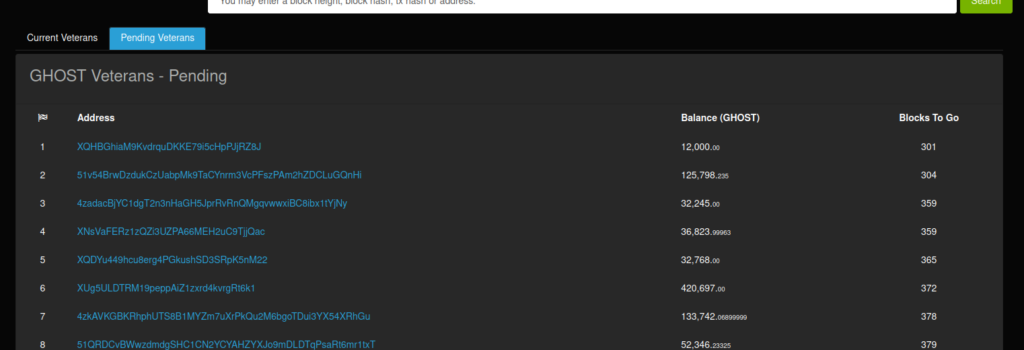 You may enter a block height, block hash, tx hash or address.
Search
Current Veterans Pending Veterans
GHOST Veterans - Pending
Address Balance (GHOST) Blocks To Go
1 XQHBGhiaM9KvdrquDKKE79i5cHpPJjRZ8J 12,000.00 301
2 51v54BrwDzdukCzUabpMk9TaCYnrm3VcPFszPAm2hZDCLuGQnHi 125,798.235 304
3 4zadacBjYC1dgT2n3nHaGH5JprRvRnQMgqvwwxiBC8ibx1tYjNy 32,245.00 359
4 XNsVaFERz1zQZi3UZPA66MEH2uC9TjjQac 36,823.99963 359
5 XQDYu449hcu8erg4PGkushSD3SRpK5nM22 32,768.00 365
6 XUg5ULDTRM19peppAiZ1zxrd4kvrgRt6k1 420,697.00 372
7 4zkAVKGBKRhphUTS8B1MYZm7uXrPkQu2M6bgoTDui3YX54XRhGu 133,742.06899999 378
8 51QRDCvBWwzdmdgSHC1CN2YCYAHZYXJo9mDLDTqPsaRt6mr1txT 52,346.23325 379